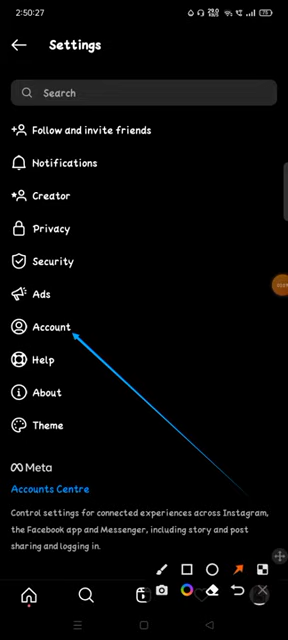 2:50:27
Settings
Search
Follow and invite friends
Notifications
Creator
Privacy
Security
Ads
Account
Help
About
Theme
Meta
Accounts Centre
Control settings for connected experiences across Instagram,
the Facebook app and Messenger, including story and post
sharing and logging in.